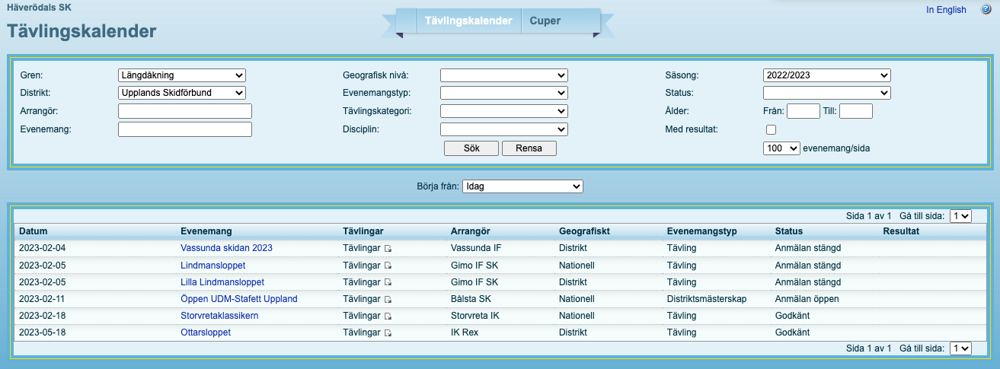 Häverödals SK
Tävlingskalender
Tävlingskalender Cuper
In English ?
Gren: Längdåkning Geografisk nivå: Säsong: 2022/2023
Distrikt: Upplands Skidförbund Evenemangstyp: Status:
Arrangör: Tävlingskategori: Ålder: Från: Till:
Evenemang: Disciplin: Med resultat:
Sök Rensa 100 evenemang/sida
Börja från: Idag
Sida 1 av 1 Gå till sida: 1
Datum Evenemang Tävlingar Arrangör Geografiskt Evenemangstyp Status Resultat
2023-02-04 Vassunda skidan 2023 Tävlingar Vassunda IF Distrikt Tävling Anmälan stängd
2023-02-05 Lindmansloppet Tävlingar Gimo IF SK Nationell Tävling Anmälan stängd
2023-02-05 Lilla Lindmansloppet Tävlingar Gimo IF SK Distrikt Tävling Anmälan stängd
2023-02-11 Öppen UDM-Stafett Uppland Tävlingar Bålsta SK Nationell Distriktsmästerskap Anmälan öppen
2023-02-18 Storvretaklassikern Tävlingar Storvreta IK Nationell Tävling Godkänt
2023-05-18 Ottarsloppet Tävlingar IK Rex Distrikt Tävling Godkänt
Sida 1 av 1 Gå till sida: 1